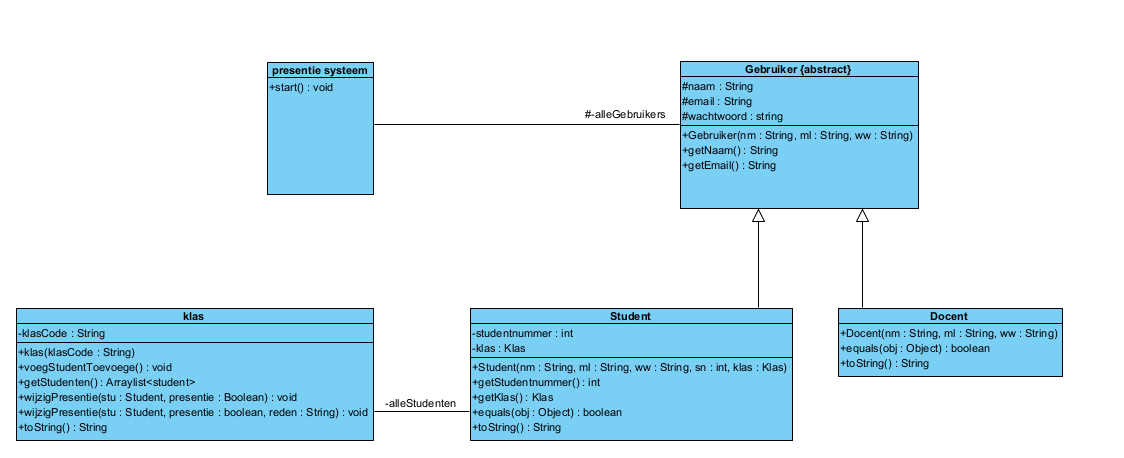 presentie systeem
+start() : void
#-alleGebruikers
Gebruiker {abstract}
#naam : String
#email : String
#wachtwoord : string
+Gebruiker(nm : String, ml : String, ww : String)
+getNaam() : String
+getEmail() : String
klas
-klasCode : String
+klas(klasCode : String)
+voegStudentToevoege() : void
+getStudenten() : Arraylist<student>
+wijzigPresentie(stu : Student, presentie : Boolean) : void
+wijzigPresentie(stu : Student, presentie : boolean, reden : String) : void
+toString() : String
-alleStudenten
Student
-studentnummer : int
-klas : Klas
+Student(nm : String, ml : String, ww : String, sn : int, klas : Klas)
+getStudentnummer() : int
+getKlas() : Klas
+equals(obj : Object) : boolean
+toString() : String
Docent
+Docent(nm : String, ml : String, ww : String)
+equals(obj : Object) : boolean
+toString() : String